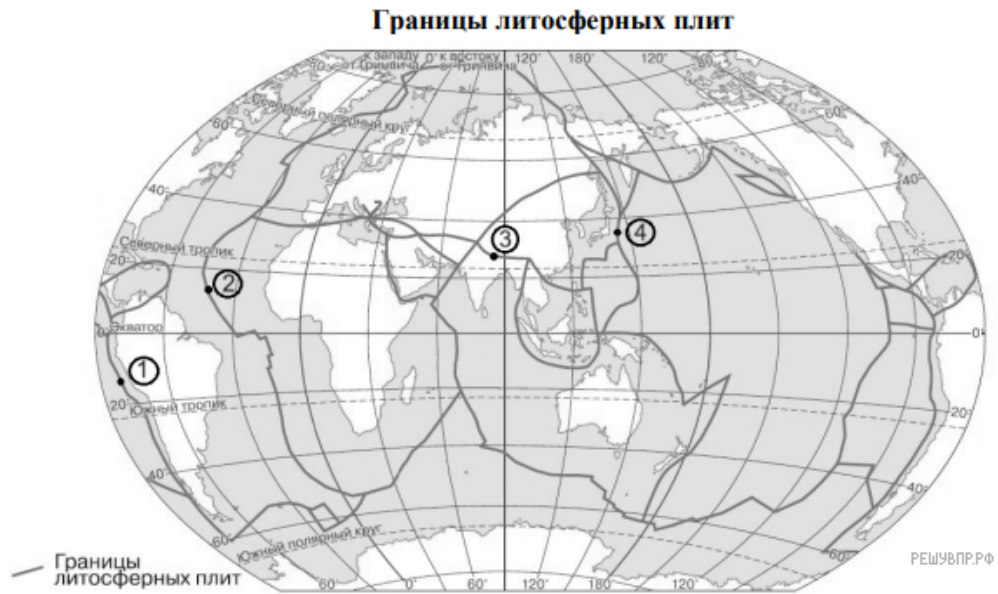 Границы литосферных плит
к западу 0° к востоку 120° 180° 120° 60°
от Гринвича от Гринвича
Северный полярный круг
60° 60°
40° 40°
Северный тропик
20° 20°
3
4
2
0° Экватор 0°
1
20° Южный тропик 20°
40° 40°
60° Южный полярный круг 60°
60° 0° 60° 120° 180° 120° 60°
Границы
литосферных плит
РЕШУВПР.РФ